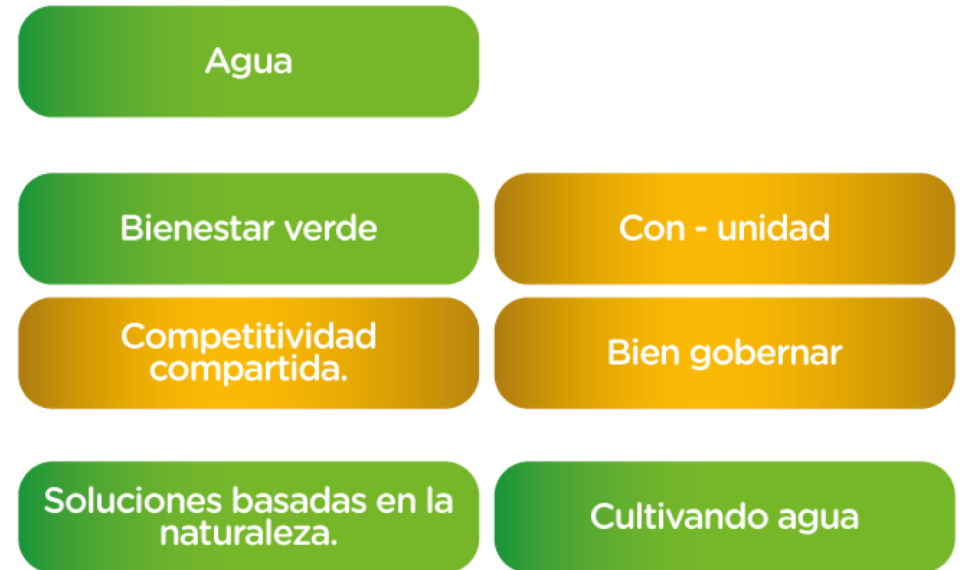 Agua
Bienestar verde
Con - unidad
Competitividad
compartida.
Bien gobernar
Soluciones basadas en la
naturaleza.
Cultivando agua